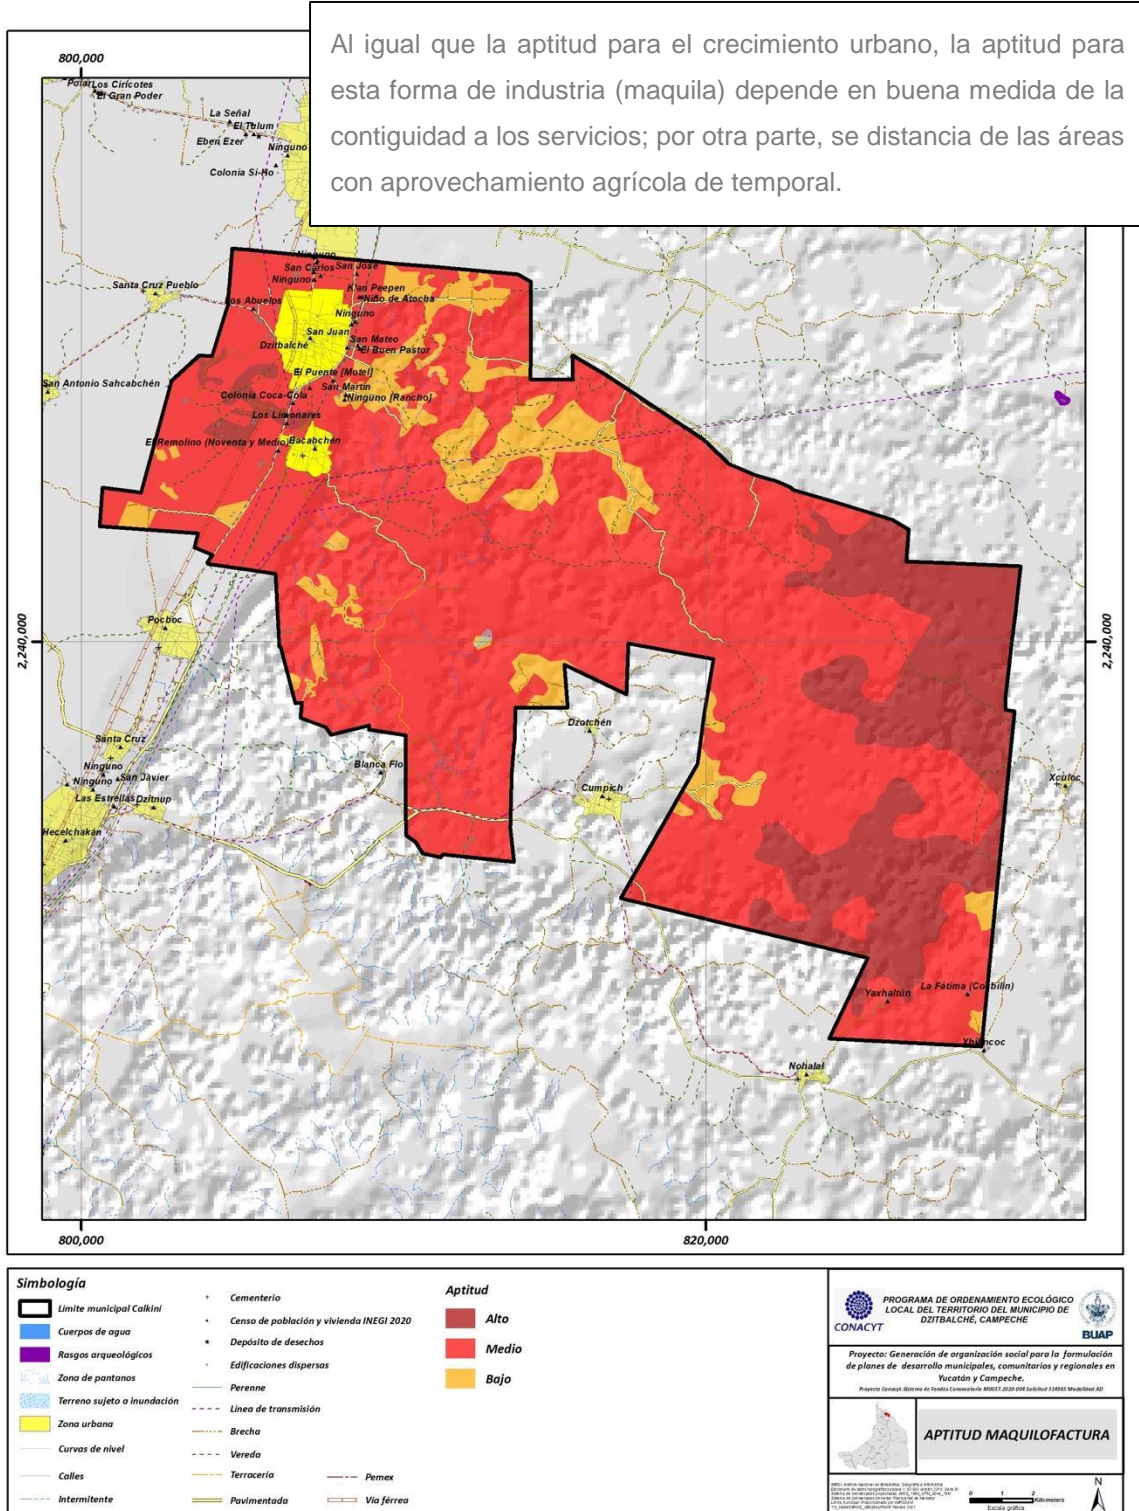 Al igual que la aptitud para el crecimiento urbano, la aptitud para
esta forma de industria (maquila) depende en buena medida de la
contiguidad a los servicios; por otra parte, se distancia de las áreas
con aprovechamiento agrícola de temporal.
800,000
Los Ciricotes
El Gran Poder
La Señal
El Tulum
Eben Ezer
Ninguno
Colonia Si-Ho
Ninguno
San Carlos
San José
Ninguno
Santa Cruz Pueblo
K'an Peepen
Niño de Atocha
Los Abuelos
Ninguno
San Juan
San Mateo
Dzitbalché
El Buen Pastor
El Puente [Motel]
San Antonio Sahcabchén
San Martín
Colonia Coca-Cola
Ninguno [Rancho]
Los Limonares
El Remolino (Noventa y Medio)
Bacabchén
Pocboc
2,240,000
2,240,000
Dzotchén
Santa Cruz
Blanca Flo
Ninguno
Ninguno
San Javier
Xculoc
Cumpich
Las Estrellas
Dzitnup
Hecelchakán
Yaxhaltún
Nohalal
800,000
820,000
Simbología
Límite municipal Calkiní
Cuerpos de agua
Rasgos arqueológicos
Zona de pantanos
Terreno sujeto a inundación
Zona urbana
Curvas de nivel
Calles
Intermitente
Cementerio
Censo de población y vivienda INEGI 2020
Depósito de desechos
Edificaciones dispersas
Perenne
Línea de transmisión
Brecha
Vereda
Terraceria
Pavimentada
Pemex
Vía férrea
Aptitud
Alto
Medio
Bajo
CONACYT
PROGRAMA DE ORDENAMIENTO ECOLÓGICO
LOCAL DEL TERRITORIO DEL MUNICIPIO DE
DZITBALCHÉ, CAMPECHE
BUAP
Proyecto: Generación de organización social para la formulación
de planes de desarrollo municipales, comunitarios y regionales en
Yucatán y Campeche.
APTITUD MAQUILOFACTURA
0 1 2
Kilometers
Escala gráfica
N